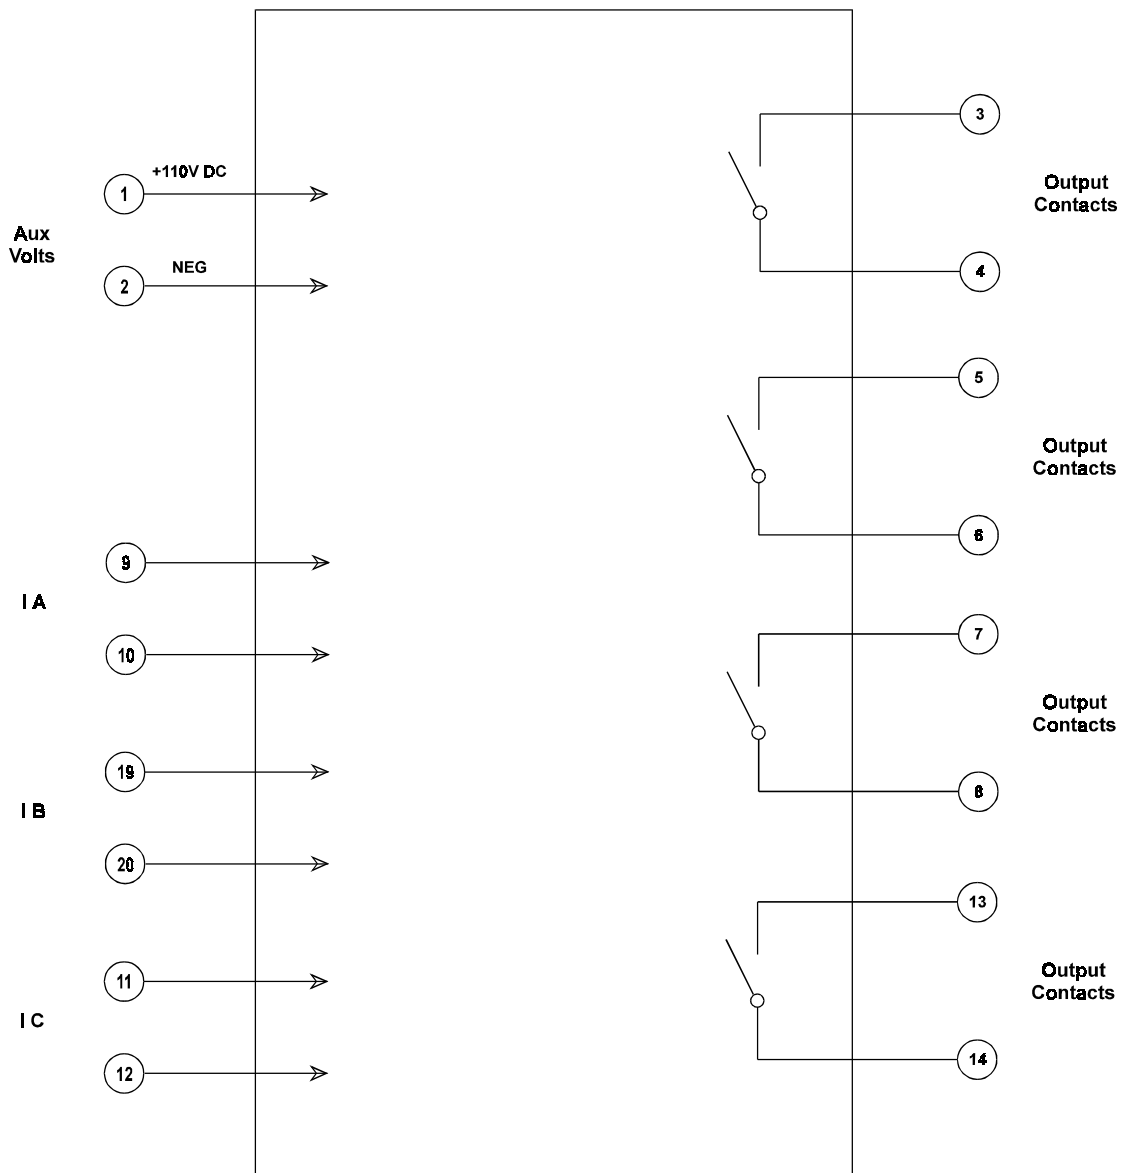 +110V DC
1
Aux
Volts
NEG
2
9
I A
10
19
I B
20
11
I C
12
3
Output
Contacts
4
5
Output
Contacts
6
7
Output
Contacts
8
13
Output
Contacts
14